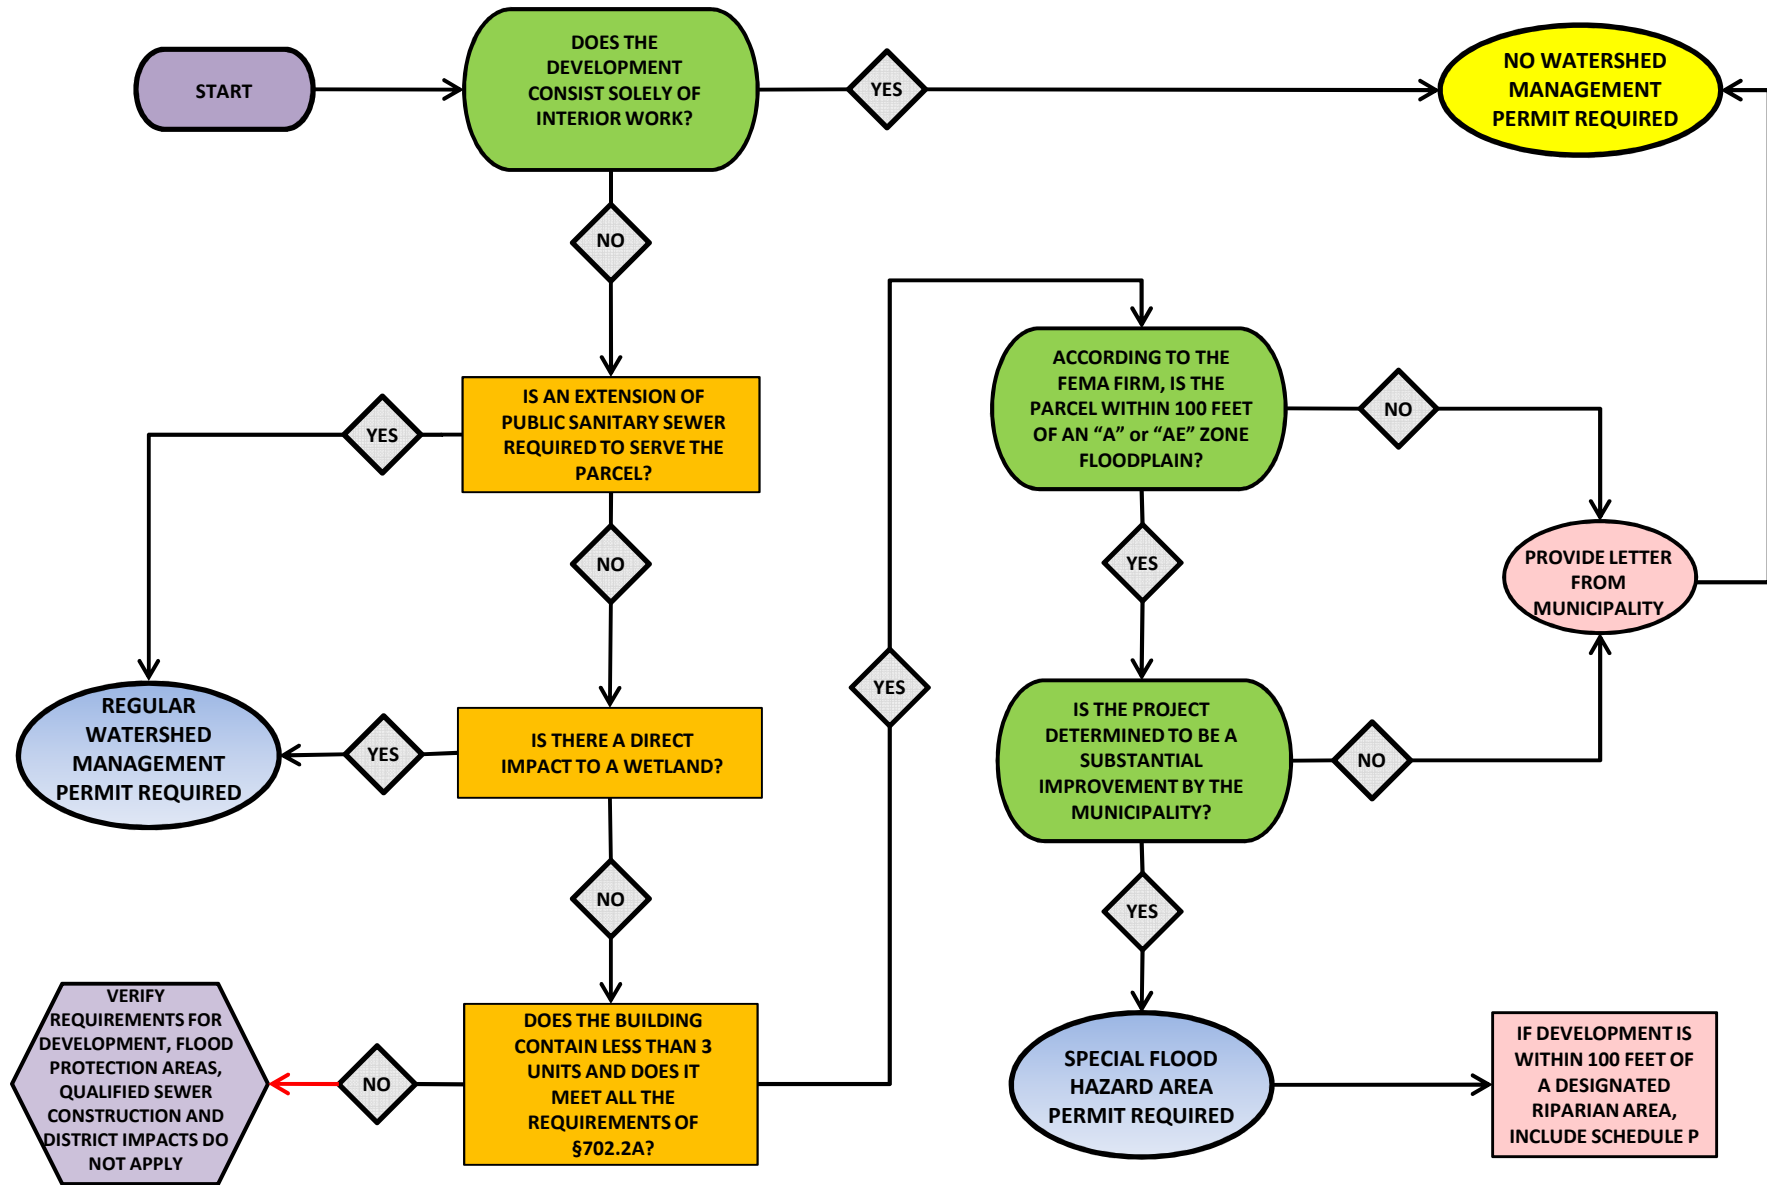 START
DOES THE
DEVELOPMENT
CONSIST SOLELY OF
INTERIOR WORK?
YES
NO WATERSHED
MANAGEMENT
PERMIT REQUIRED
NO
IS AN EXTENSION OF
PUBLIC SANITARY SEWER
REQUIRED TO SERVE THE
PARCEL?
YES
NO
REGULAR
WATERSHED
MANAGEMENT
PERMIT REQUIRED
YES
IS THERE A DIRECT
IMPACT TO A WETLAND?
NO
VERIFY
REQUIREMENTS FOR
DEVELOPMENT, FLOOD
PROTECTION AREAS,
QUALIFIED SEWER
CONSTRUCTION AND
DISTRICT IMPACTS DO
NOT APPLY
NO
DOES THE BUILDING
CONTAIN LESS THAN 3
UNITS AND DOES IT
MEET ALL THE
REQUIREMENTS OF
§702.2A?
YES
ACCORDING TO THE
FEMA FIRM, IS THE
PARCEL WITHIN 100 FEET
OF AN “A” or “AE” ZONE
FLOODPLAIN?
NO
YES
PROVIDE LETTER
FROM
MUNICIPALITY
IS THE PROJECT
DETERMINED TO BE A
SUBSTANTIAL
IMPROVEMENT BY THE
MUNICIPALITY?
NO
YES
SPECIAL FLOOD
HAZARD AREA
PERMIT REQUIRED
IF DEVELOPMENT IS
WITHIN 100 FEET OF
A DESIGNATED
RIPARIAN AREA,
INCLUDE SCHEDULE P